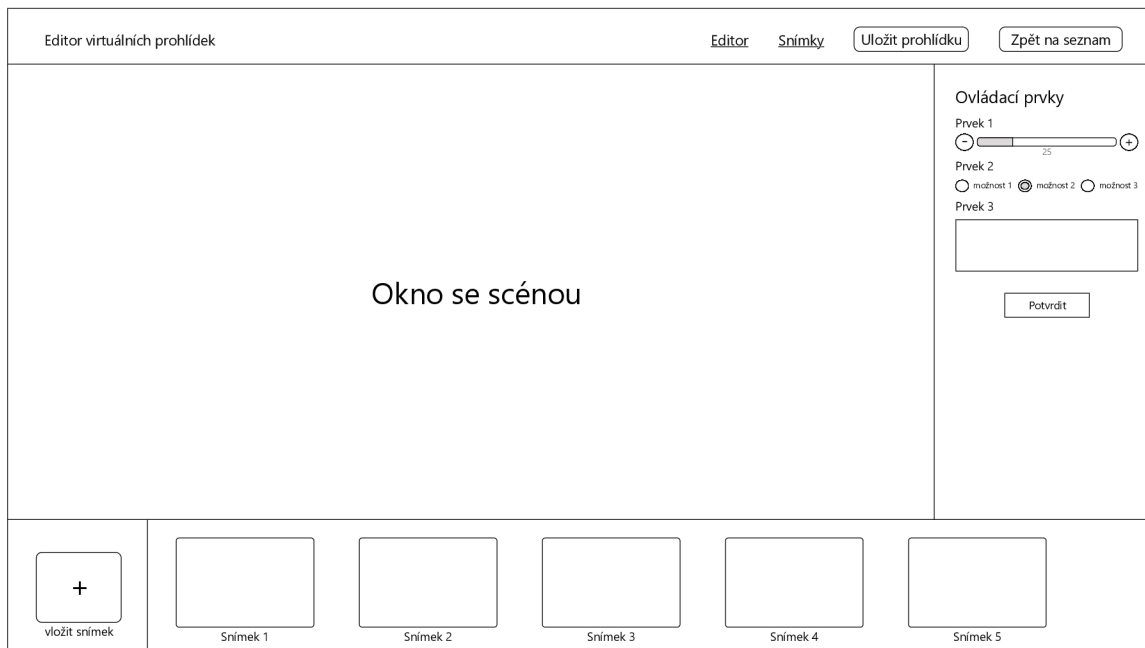 Editor virtuálních prohlídek
Editor
Snímky
Uložit prohlídku
Zpět na seznam
Ovládací prvky
Prvek 1
−
+
25
Prvek 2
možnost 1
možnost 2
možnost 3
Prvek 3
Potvrdit
Okno se scénou
+
vložit snímek
Snímek 1
Snímek 2
Snímek 3
Snímek 4
Snímek 5